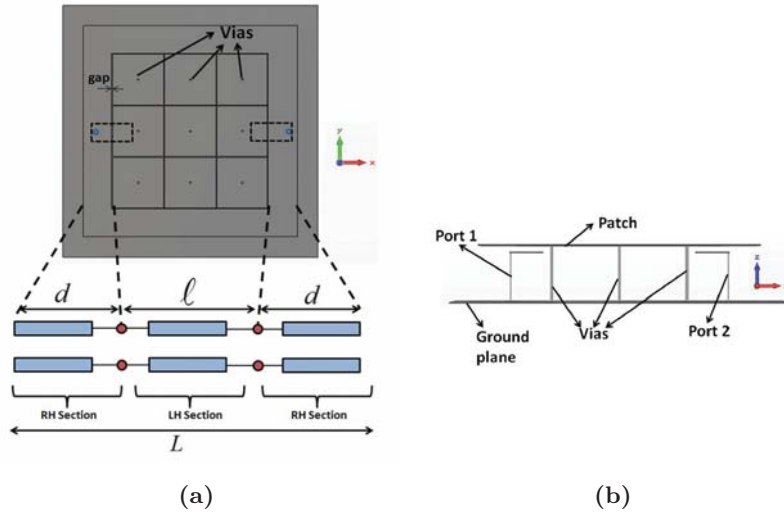 Vias
gap
y
x
d ℓ d
RH Section LH Section RH Section
L
(a)
Patch
Port 1
z
Ground plane
Vias
Port 2
(b)